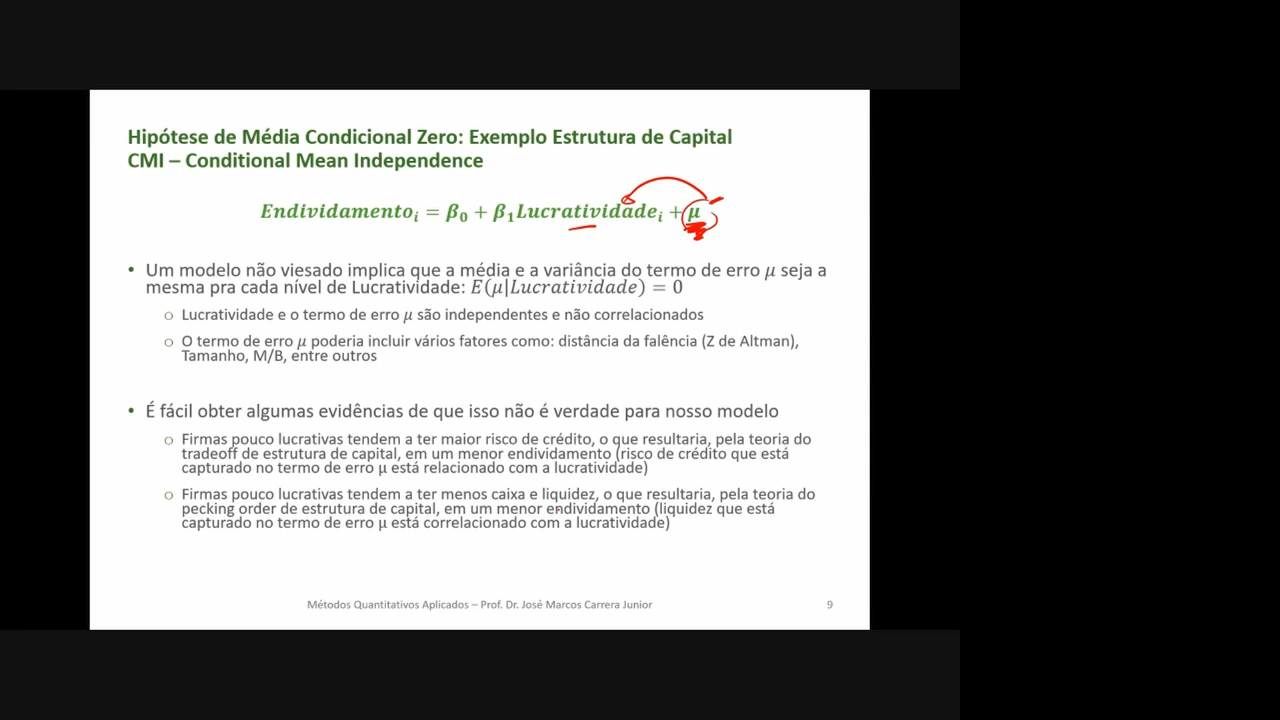 Hipótese de Média Condicional Zero: Exemplo Estrutura de Capital
CMI – Conditional Mean Independence
Endividamentoᵢ = β₀ + β₁Lucratividadeᵢ + μ
• Um modelo não viesado implica que a média e a variância do termo de erro μ seja a
mesma pra cada nível de Lucratividade: E(μ|Lucratividade) = 0
○ Lucratividade e o termo de erro μ são independentes e não correlacionados
○ O termo de erro μ poderia incluir vários fatores como: distância da falência (Z de Altman),
Tamanho, M/B, entre outros
• É fácil obter algumas evidências de que isso não é verdade para nosso modelo
○ Firmas pouco lucrativas tendem a ter maior risco de crédito, o que resultaria, pela teoria do
tradeoff de estrutura de capital, em um menor endividamento (risco de crédito que está
capturado no termo de erro μ está relacionado com a lucratividade)
○ Firmas pouco lucrativas tendem a ter menos caixa e liquidez, o que resultaria, pela teoria do
pecking order de estrutura de capital, em um menor endividamento (liquidez que está
capturado no termo de erro μ está correlacionado com a lucratividade)
Métodos Quantitativos Aplicados – Prof. Dr. José Marcos Carrera Junior
9